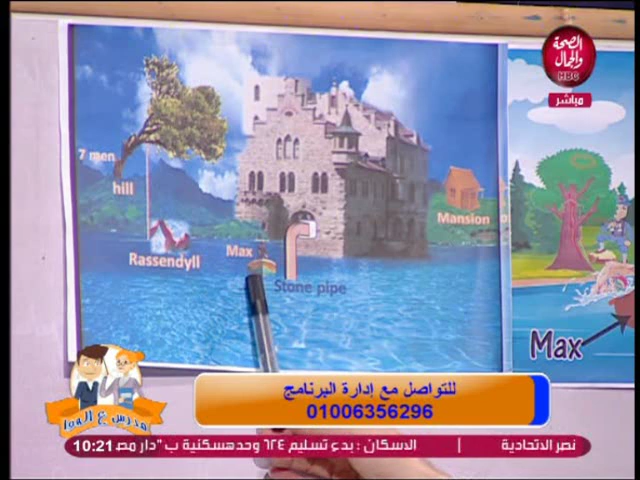 الصحة
والجمال
HBC
مباشر
7 men
hill
Rassendyll
Max
Stone pipe
Mansion
Max
للتواصل مع إدارة البرنامج
01006356296
مدرس ع الهوا
10:21
نصر الاتحادية | الاسكان : بدء تسليم ٦٢٤ وحدهسكنية ب "دار مصر